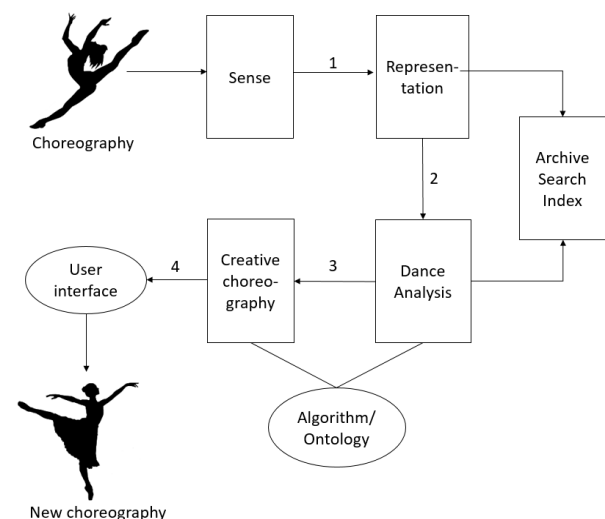 Choreography
Sense
1
Represen-
tation
Archive
Search
Index
2
User
interface
4
Creative
choreo-
graphy
3
Dance
Analysis
Algorithm/
Ontology
New choreography